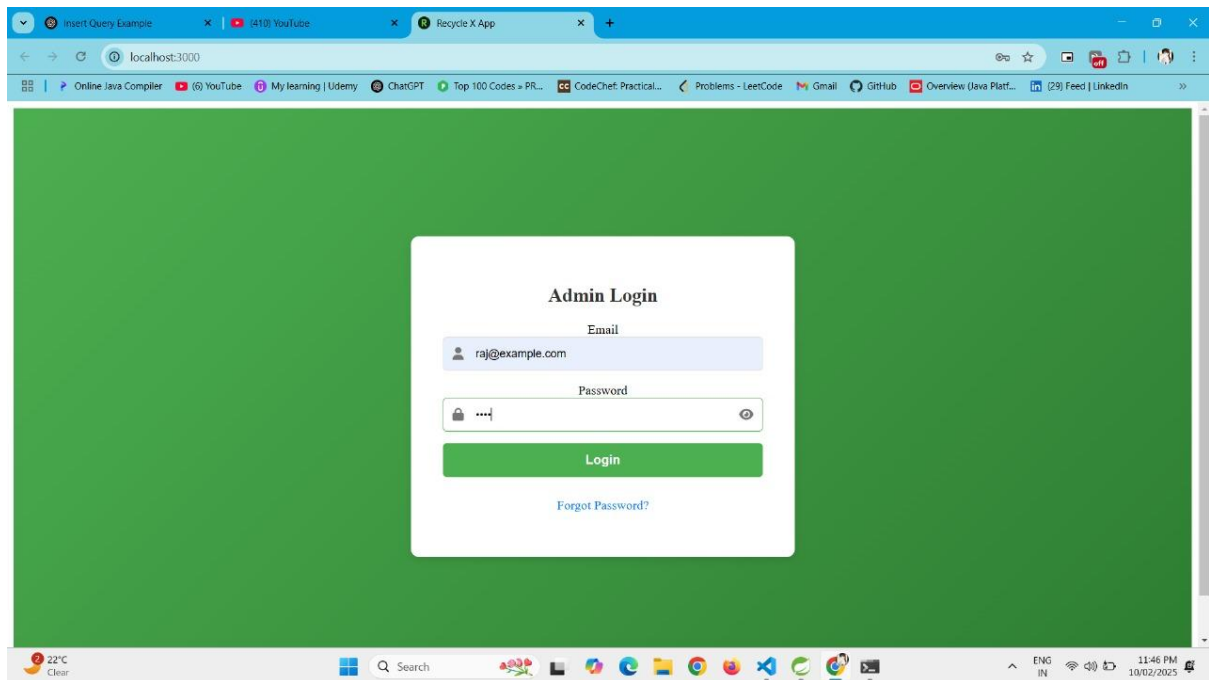 Insert Query Example
(410) YouTube
Recycle X App
localhost:3000
Online Java Compiler (6) YouTube My learning | Udemy ChatGPT Top 100 Codes » PR... CodeChef: Practical... Problems - LeetCode Gmail GitHub Overview (Java Platf... (29) Feed | LinkedIn
Admin Login
Email
raj@example.com
Password
••••
Login
Forgot Password?
2
22°C
Clear
Search
ENG
IN
11:46 PM
10/02/2025